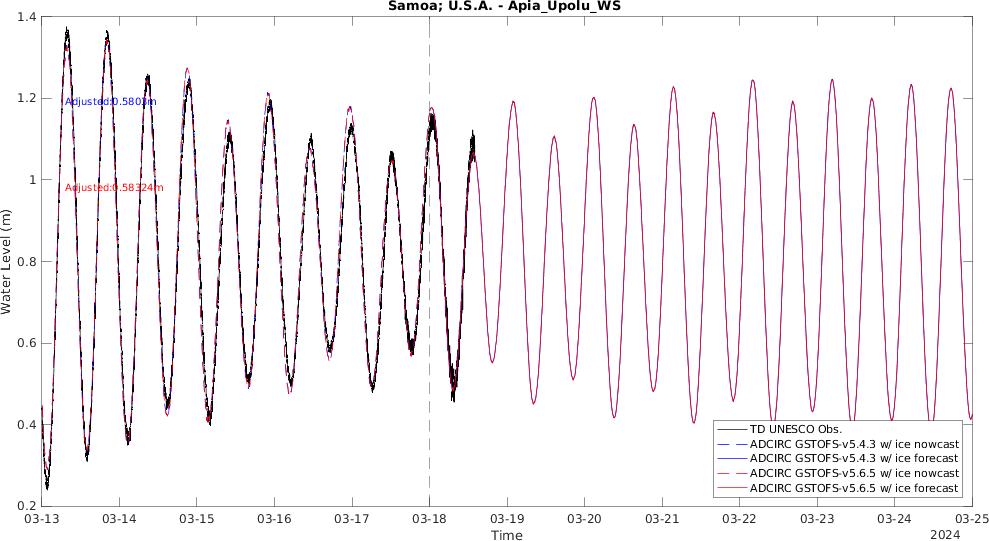 Samoa; U.S.A. - Apia_Upolu_WS
1.4
1.2
1
0.8
0.6
0.4
0.2
Water Level (m)
Adjusted:0.5803m
Adjusted:0.58324m
TD UNESCO Obs.
ADCIRC GSTOFS-v5.4.3 w/ ice nowcast
ADCIRC GSTOFS-v5.4.3 w/ ice forecast
ADCIRC GSTOFS-v5.6.5 w/ ice nowcast
ADCIRC GSTOFS-v5.6.5 w/ ice forecast
03-13 03-14 03-15 03-16 03-17 03-18 03-19 03-20 03-21 03-22 03-23 03-24 03-25
Time
2024